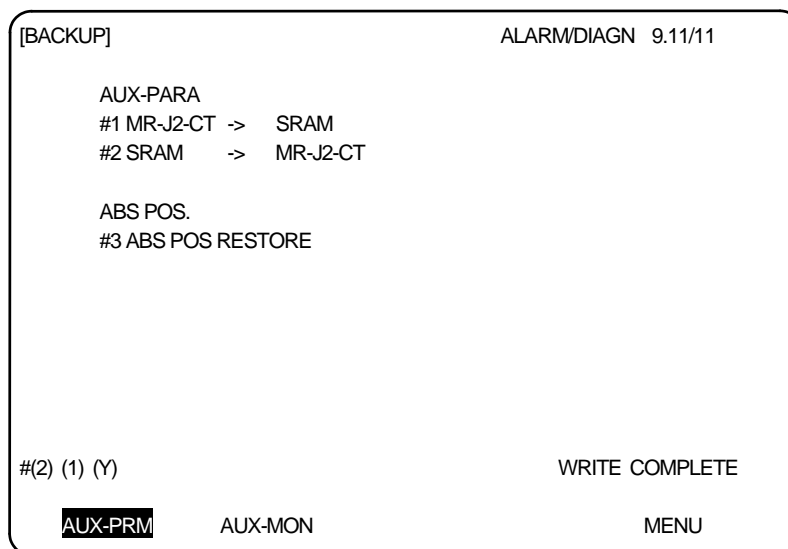 [BACKUP] ALARM/DIAGN 9.11/11
AUX-PARA
#1 MR-J2-CT -> SRAM
#2 SRAM -> MR-J2-CT
ABS POS.
#3 ABS POS RESTORE
#(2) (1) (Y) WRITE COMPLETE
AUX-PRM AUX-MON MENU